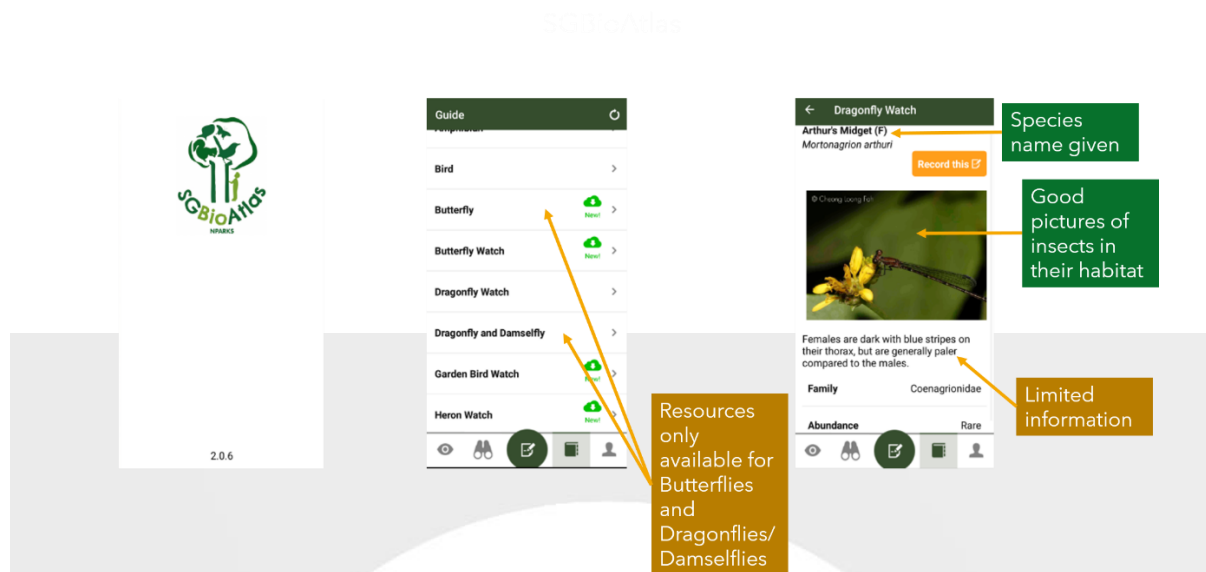 SGBioAtlas
SGBioAtlas
NPARKS
2.0.6
Guide
Amphibian
Bird
Butterfly
New!
Butterfly Watch
New!
Dragonfly Watch
Dragonfly and Damselfly
Garden Bird Watch
New!
Heron Watch
New!
Resources
only
available for
Butterflies
and
Dragonflies/
Damselflies
Dragonfly Watch
Arthur's Midget (F)
Mortonagrion arthuri
Record this
© Cheong Loong Fah
Females are dark with blue stripes on
their thorax, but are generally paler
compared to the males.
Family Coenagrionidae
Abundance Rare
Species
name given
Good
pictures of
insects in
their habitat
Limited
information